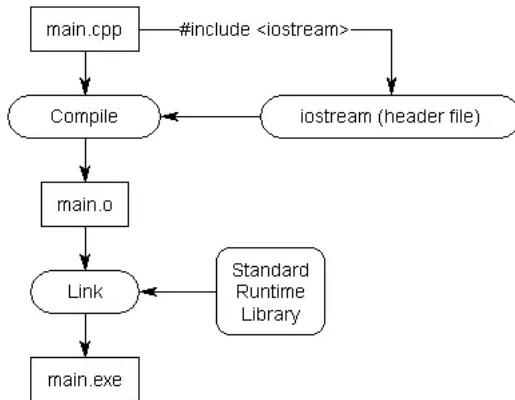 main.cpp
#include <iostream>
Compile
iostream (header file)
main.o
Standard
Runtime
Library
Link
main.exe